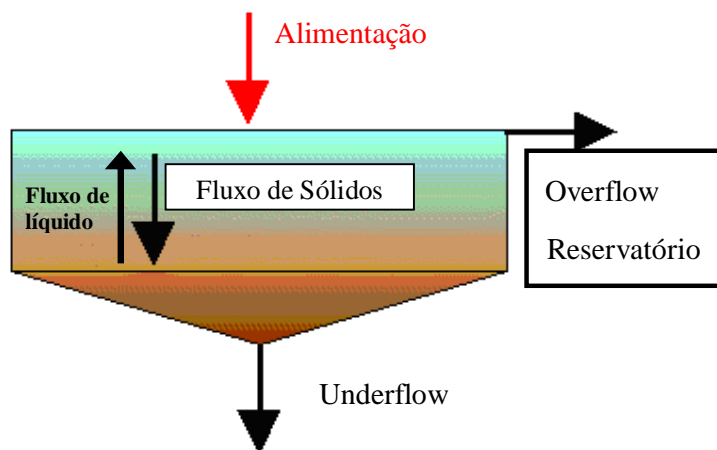 Alimentação
Fluxo de
líquido
Fluxo de Sólidos
Overflow
Reservatório
Underflow